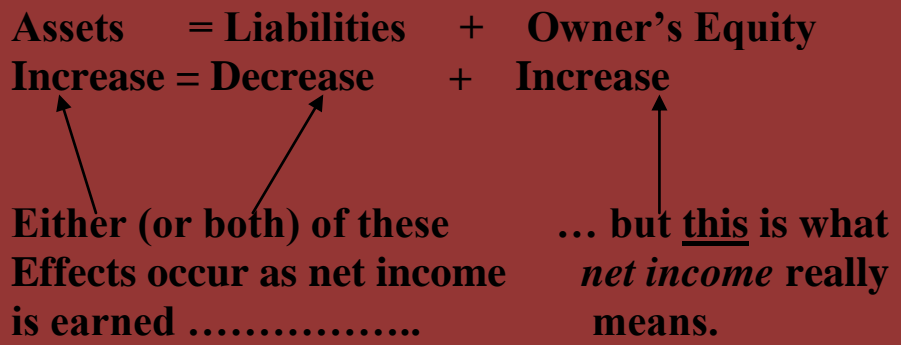 Assets = Liabilities + Owner’s Equity
Increase = Decrease + Increase
Either (or both) of these … but this is what
Effects occur as net income net income really
is earned ……………….. means.